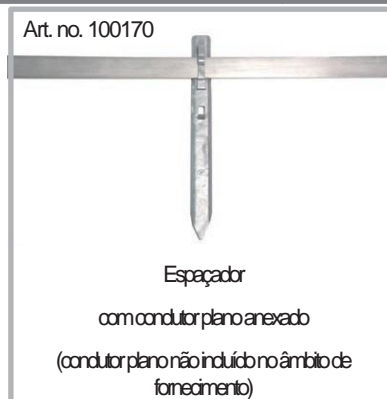 Art. no. 100170
Espaçador
com condutor plano anexado
(condutor plano não incluído no âmbito de
fornecimento)